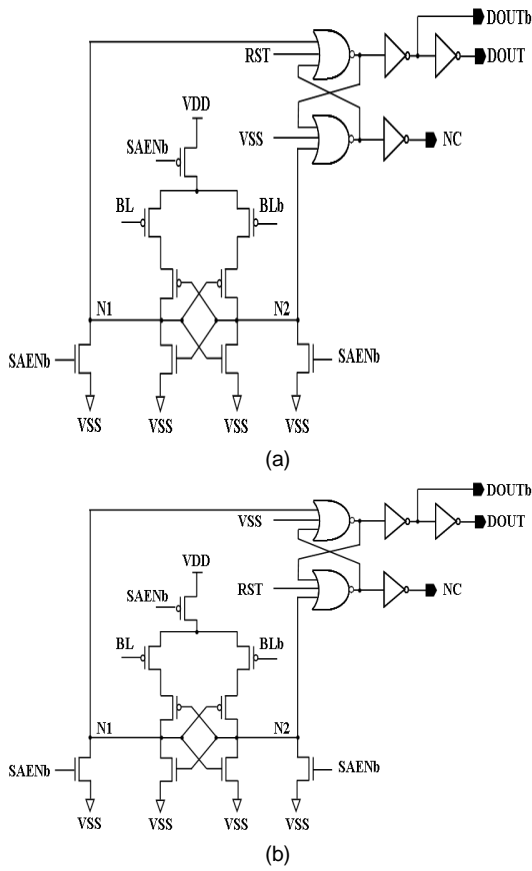 DOUTb
RST
DOUT
VDD
VSS
NC
SAENb
BL
BLb
N1
N2
SAENb
SAENb
VSS
VSS
VSS
VSS
(a)
DOUTb
VSS
DOUT
VDD
RST
NC
SAENb
BL
BLb
N1
N2
SAENb
SAENb
VSS
VSS
VSS
VSS
(b)